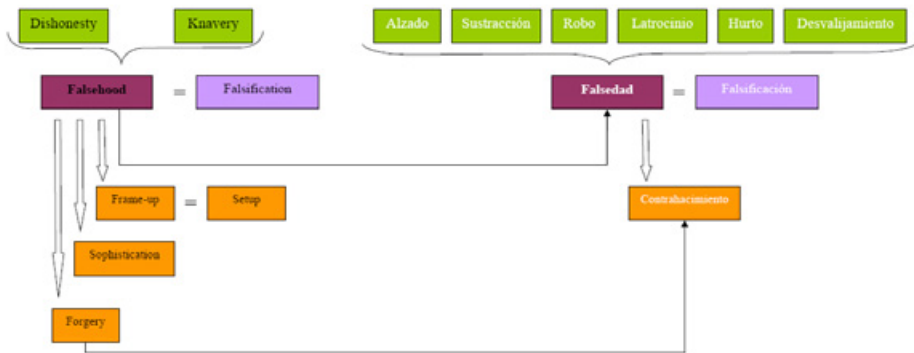 Dishonesty Knavery Alzado Sustracción Robo Latrocinio Hurto Desvalijamiento
Falsehood = Falsification Falsedad = Falsificación
Frame-up = Setup Contrahacimiento
Sophistication
Forgery